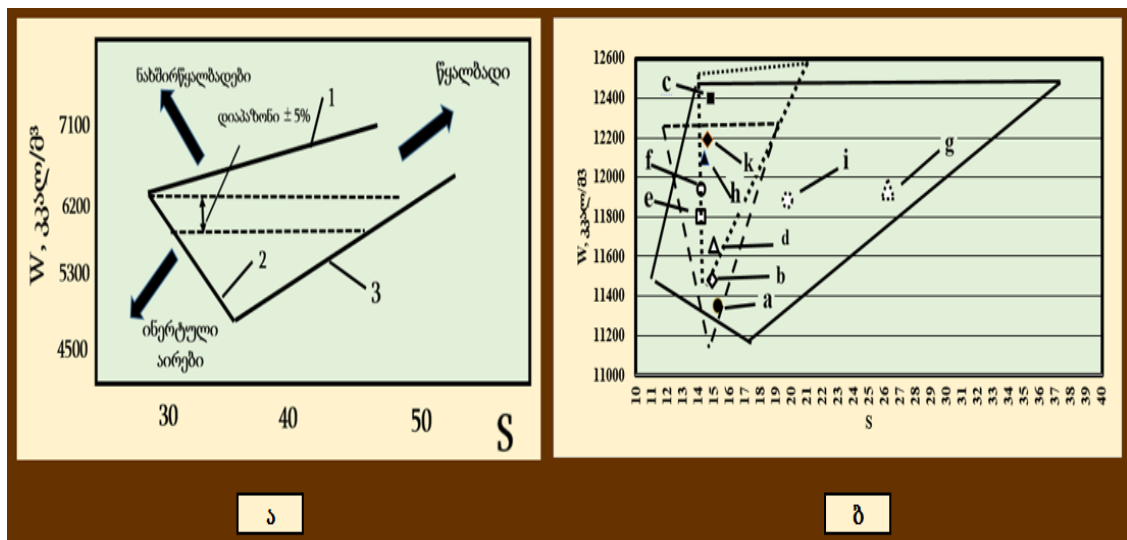 ნახშირწყალბადები
წყალბადი
დიაპაზონი ±5%
1
W, კკალ/მ³
7100
6200
5300
4500
2
3
ინერტული
აირები
30
40
50
S
ა
W, კკალ/მ³
12600
12400
12200
12000
11800
11600
11400
11200
11000
c
f
k
h
i
g
e
d
b
a
10 11 12 13 14 15 16 17 18 19 20 21 22 23 24 25 26 27 28 29 30 31 32 33 34 35 36 37 38 39 40
S
ბ